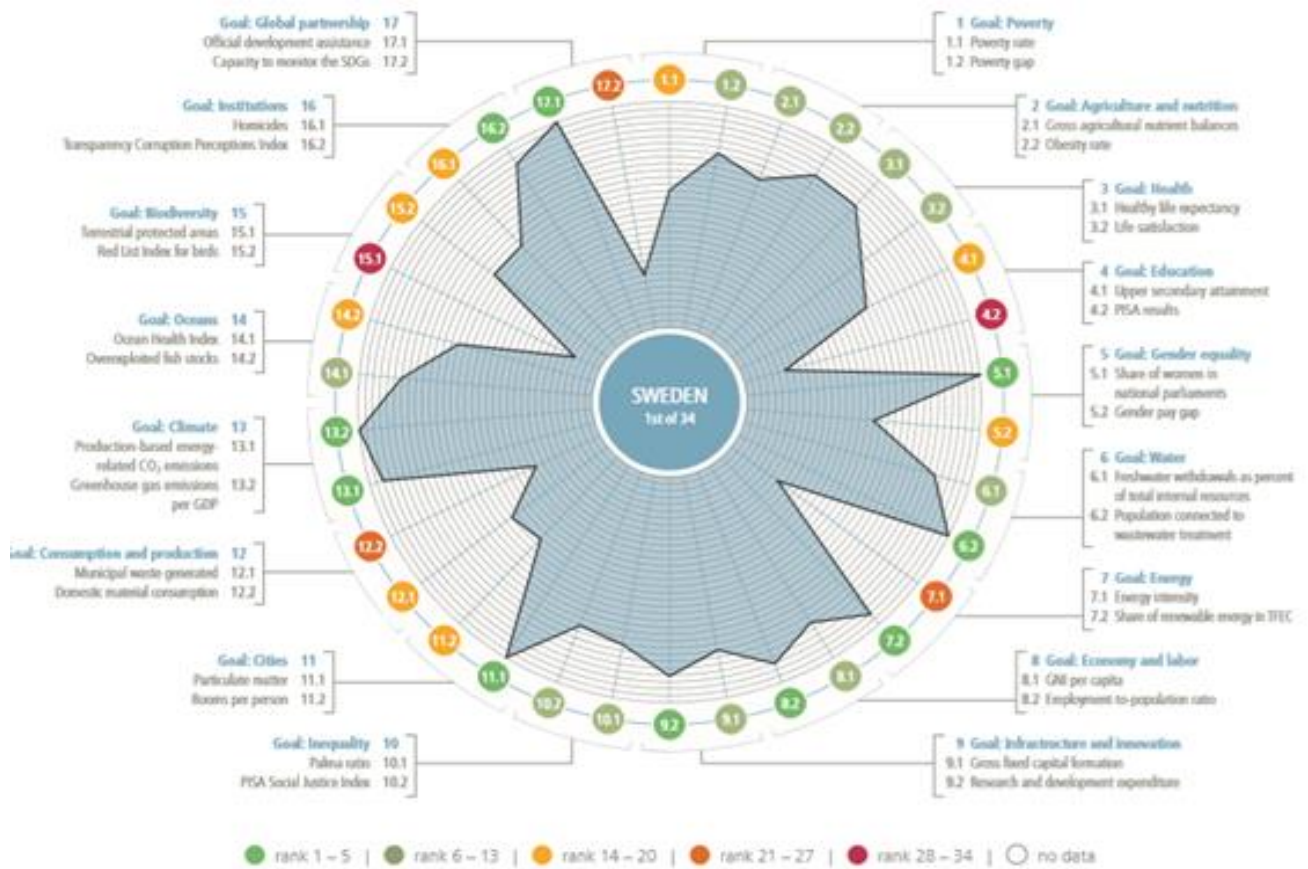 Goal: Global partnership 17
Official development assistance 17.1
Capacity to monitor the SDGs 17.2
Goal: Institutions 16
Homicides 16.1
Transparency Corruption Perceptions Index 16.2
Goal: Biodiversity 15
Terrestrial protected areas 15.1
Red List Index for birds 15.2
Goal: Oceans 14
Ocean Health Index 14.1
Overexploited fish stocks 14.2
Goal: Climate 13
Production-based energy- 13.1
related CO₂ emissions
Greenhouse gas emissions 13.2
per GDP
oal: Consumption and production 12
Municipal waste generated 12.1
Domestic material consumption 12.2
Goal: Cities 11
Particulate matter 11.1
Rooms per person 11.2
Goal: Inequality 10
Palma ratio 10.1
PISA Social Justice Index 10.2
1 Goal: Poverty
1.1 Poverty rate
1.2 Poverty gap
2 Goal: Agriculture and nutrition
2.1 Gross agricultural nutrient balances
2.2 Obesity rate
3 Goal: Health
3.1 Healthy life expectancy
3.2 Life satisfaction
4 Goal: Education
4.1 Upper secondary attainment
4.2 PISA results
5 Goal: Gender equality
5.1 Share of women in
national parliaments
5.2 Gender pay gap
6 Goal: Water
6.1 Freshwater withdrawals as percent
of total internal resources
6.2 Population connected to
wastewater treatment
7 Goal: Energy
7.1 Energy intensity
7.2 Share of renewable energy in TFEC
8 Goal: Economy and labor
8.1 GNI per capita
8.2 Employment-to-population ratio
9 Goal: Infrastructure and innovation
9.1 Gross fixed capital formation
9.2 Research and development expenditure
1.1
1.2
2.1
2.2
3.1
3.2
4.1
4.2
5.1
5.2
6.1
6.2
7.1
7.2
8.1
8.2
9.1
9.2
10.1
10.2
11.1
11.2
12.1
12.2
13.1
13.2
14.1
14.2
15.1
15.2
16.1
16.2
17.1
17.2
SWEDEN
1st of 34
rank 1 – 5 | rank 6 – 13 | rank 14 – 20 | rank 21 – 27 | rank 28 – 34 | no data